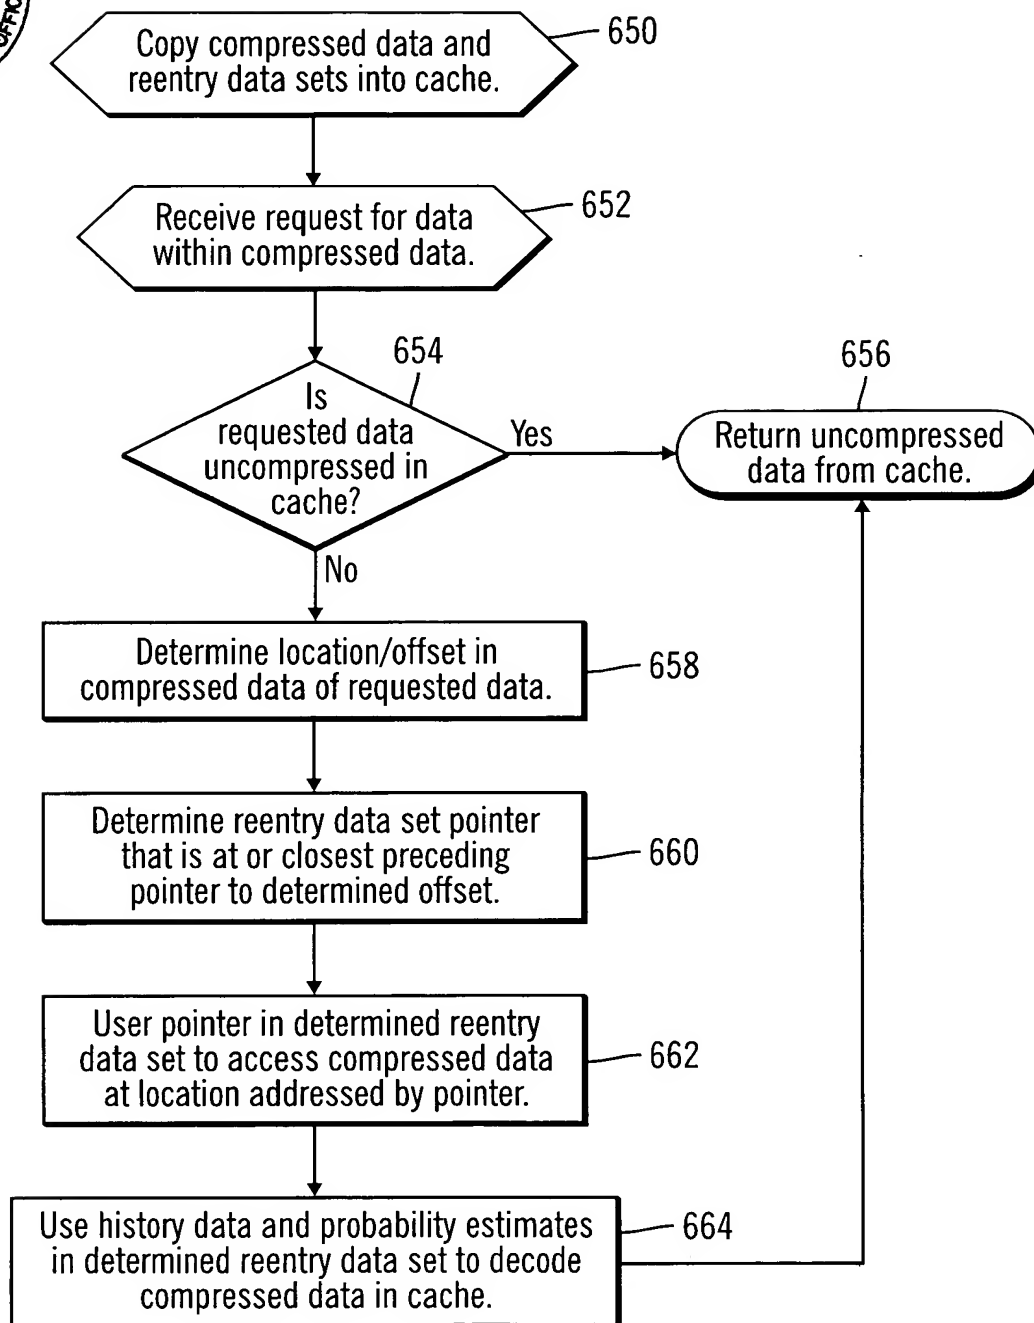 OFFIC
Copy compressed data and
reentry data sets into cache.
650
Receive request for data
within compressed data.
652
654
Is
requested data
uncompressed in
cache?
Yes
656
Return uncompressed
data from cache.
No
Determine location/offset in
compressed data of requested data.
658
Determine reentry data set pointer
that is at or closest preceding
pointer to determined offset.
660
User pointer in determined reentry
data set to access compressed data
at location addressed by pointer.
662
Use history data and probability estimates
in determined reentry data set to decode
compressed data in cache.
664